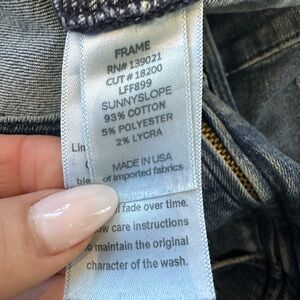 FRAME
RN# 139021
CUT # 18200
LFF899
SUNNYSLOPE
93% COTTON
5% POLYESTER
2% LYCRA
MADE IN USA
of imported fabrics
fade over time.
care instructions
maintain the original
character of the wash.